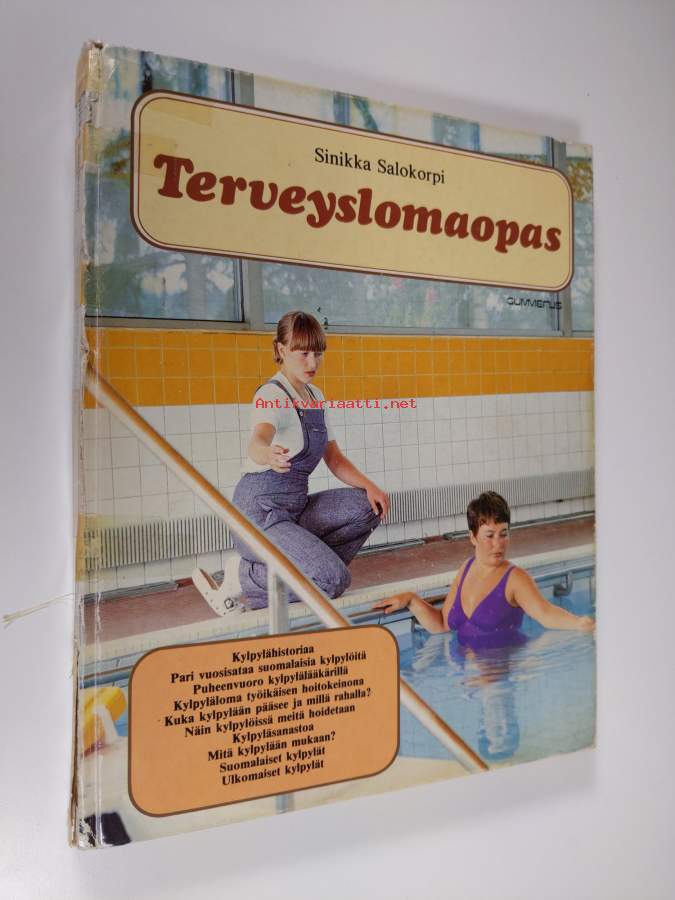 Sinikka Salokorpi
Terveyslomaopas
GUMMERUS
Antikvariaatti.net
Kylpylähistoriaa
Pari vuosisataa suomalaisia kylpylöitä
Puheenvuoro kylpylälääkärillä
Kylpyläloma työikäisen hoitokeinona
Kuka kylpylään pääsee ja millä rahalla?
Näin kylpylöissä meitä hoidetaan
Kylpyläsanastoa
Mitä kylpylään mukaan?
Suomalaiset kylpylät
Ulkomaiset kylpylät